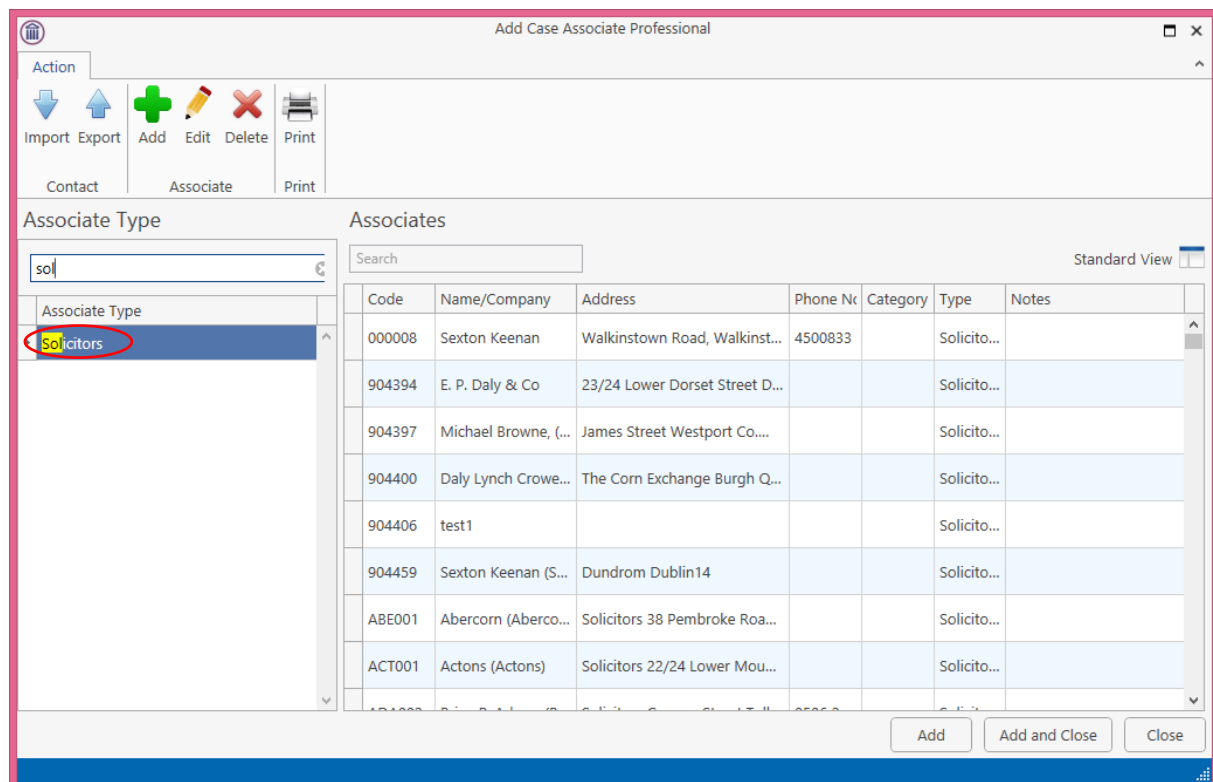 Add Case Associate Professional
Action
Import Export Add Edit Delete Print
Contact Associate Print
Associate Type
Associates
sol
Search
Standard View
Associate Type
Code Name/Company Address Phone No Category Type Notes
Solicitors
000008 Sexton Keenan Walkinstown Road, Walkinst... 4500833 Solicito...
904394 E. P. Daly & Co 23/24 Lower Dorset Street D... Solicito...
904397 Michael Browne, (... James Street Westport Co.... Solicito...
904400 Daly Lynch Crowe... The Corn Exchange Burgh Q... Solicito...
904406 test1 Solicito...
904459 Sexton Keenan (S... Dundrom Dublin14 Solicito...
ABE001 Abercorn (Aberco... Solicitors 38 Pembroke Roa... Solicito...
ACT001 Actons (Actons) Solicitors 22/24 Lower Mou... Solicito...
Add Add and Close Close